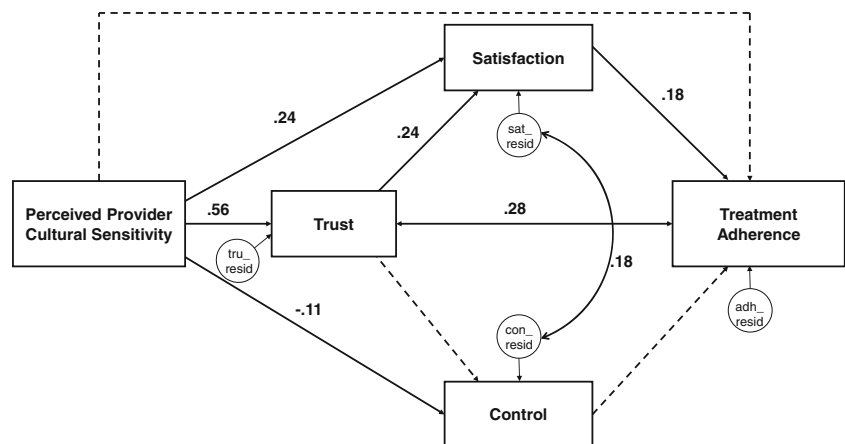 Satisfaction
.18
.24
.24
sat_
resid
Perceived Provider
Cultural Sensitivity
.56
Trust
.28
Treatment
Adherence
tru_
resid
.18
-.11
con_
resid
adh_
resid
Control